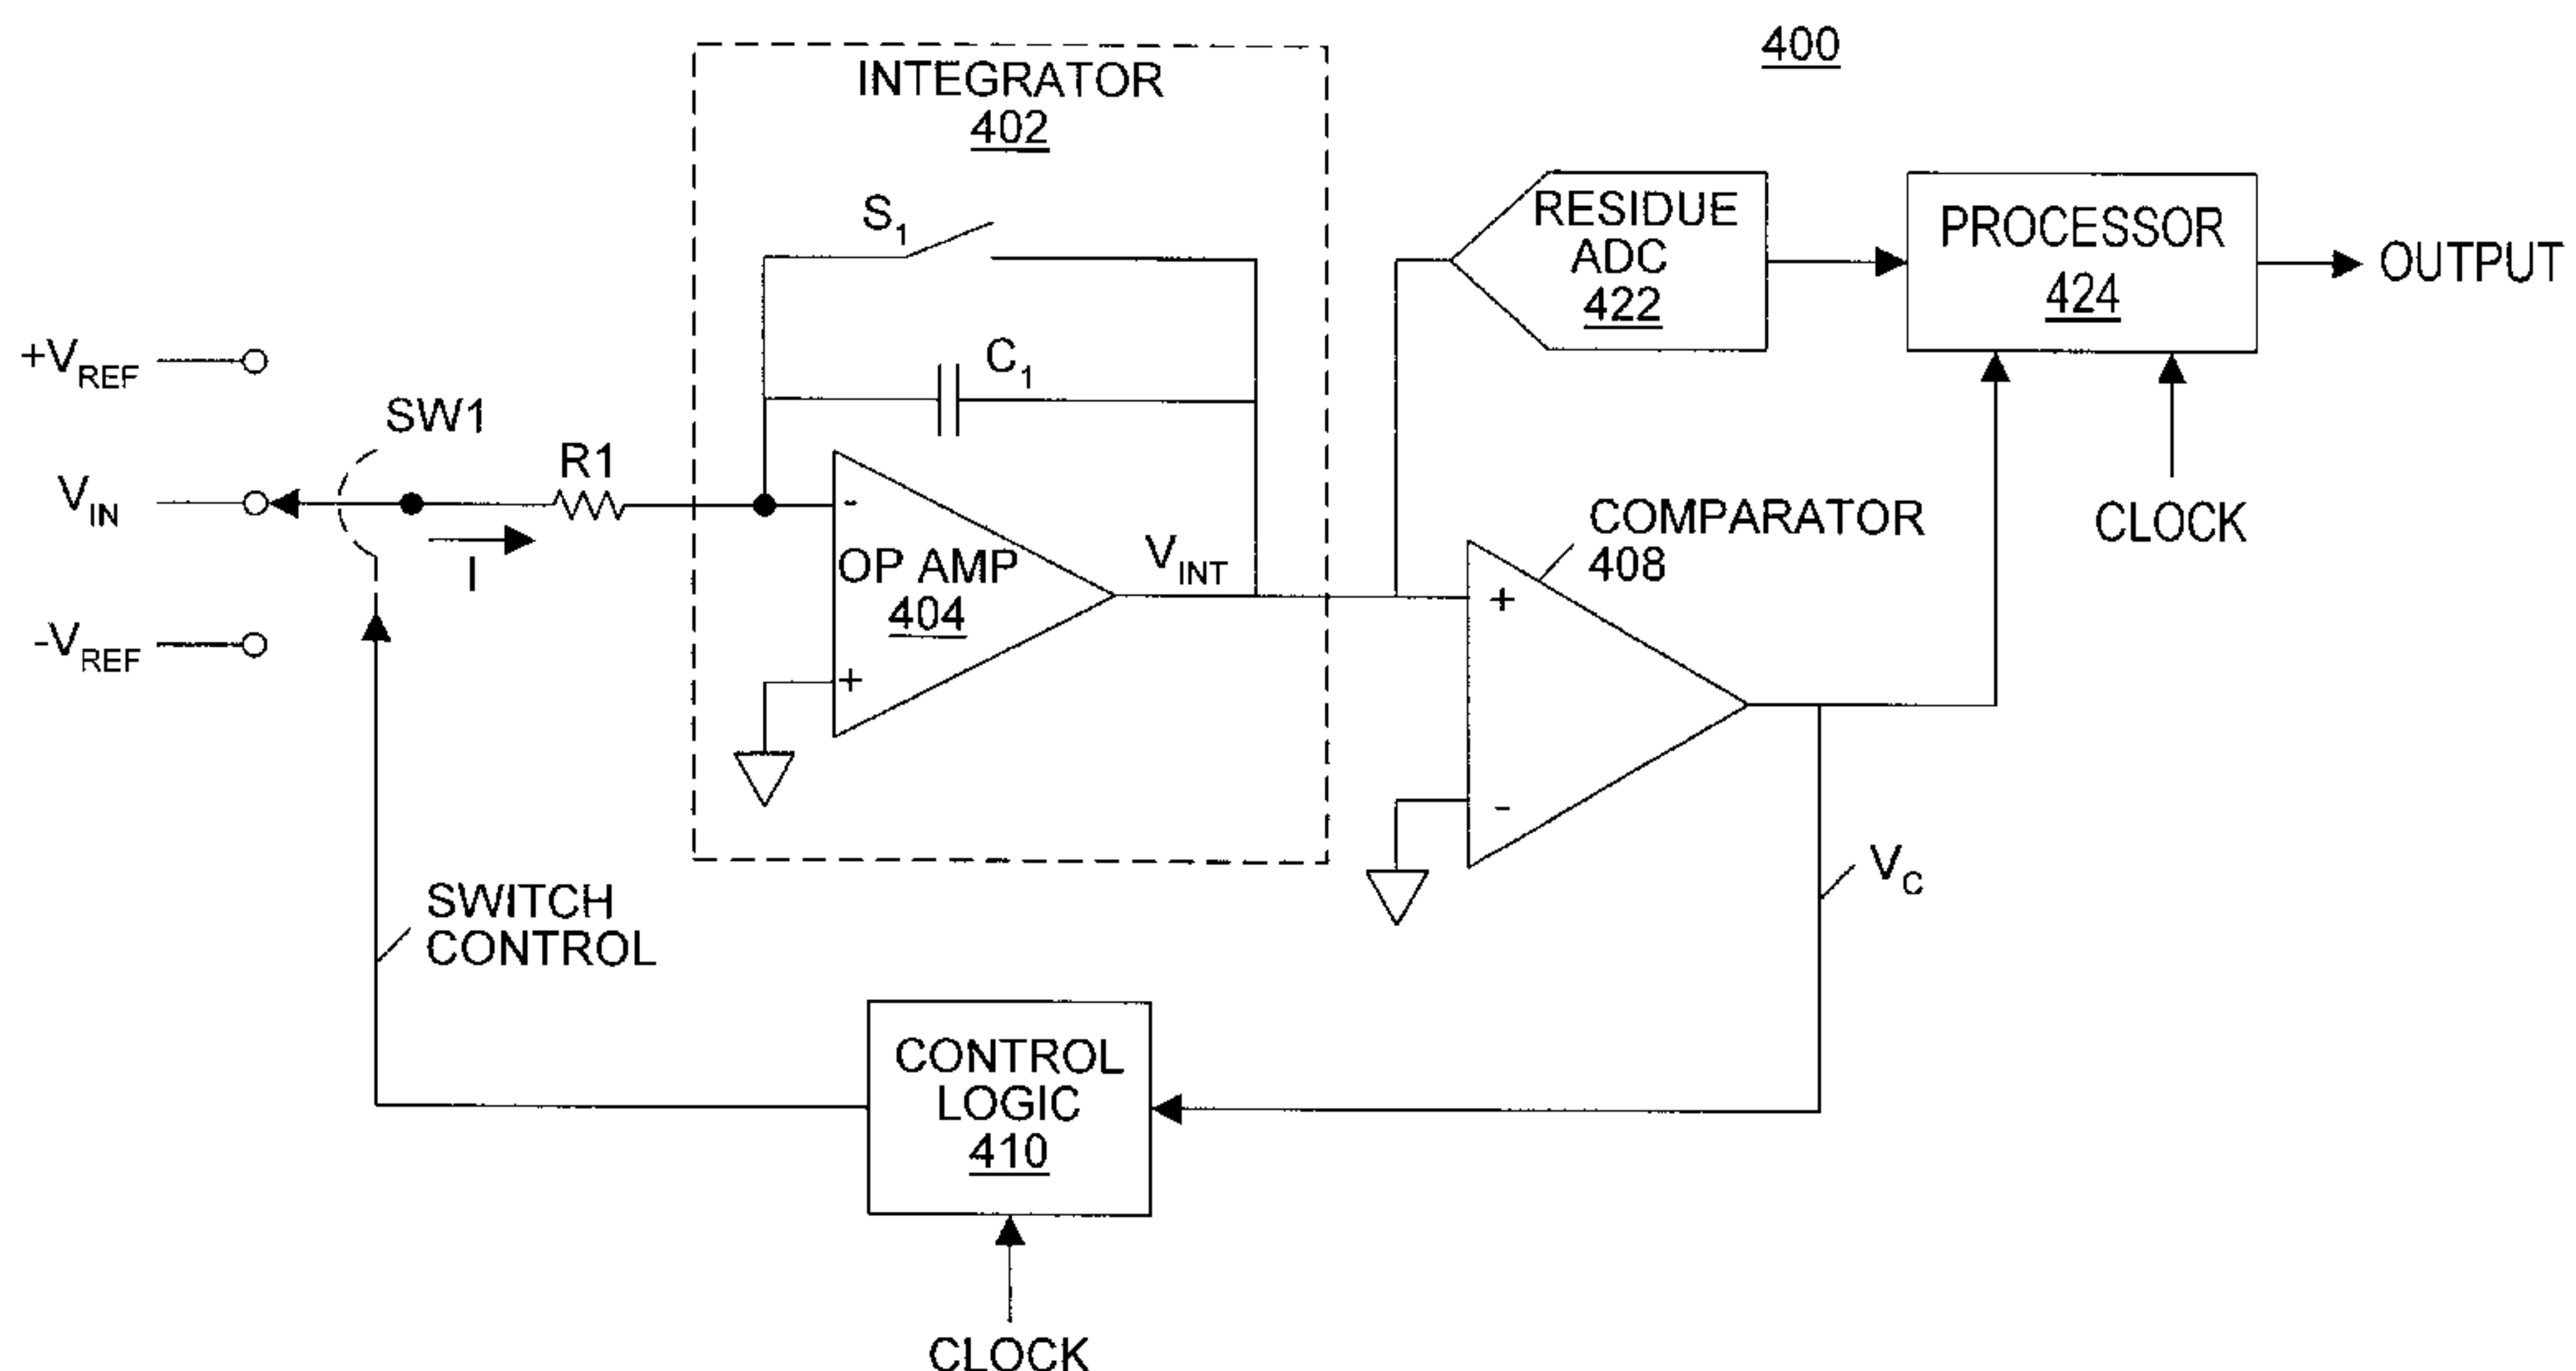 400
INTEGRATOR
402
S1
C1
+VREF
VIN
-VREF
SW1
R1
I
-
OP AMP
404
+
VINT
RESIDUE
ADC
422
PROCESSOR
424
OUTPUT
CLOCK
COMPARATOR
408
+
-
VC
SWITCH
CONTROL
CONTROL
LOGIC
410
CLOCK